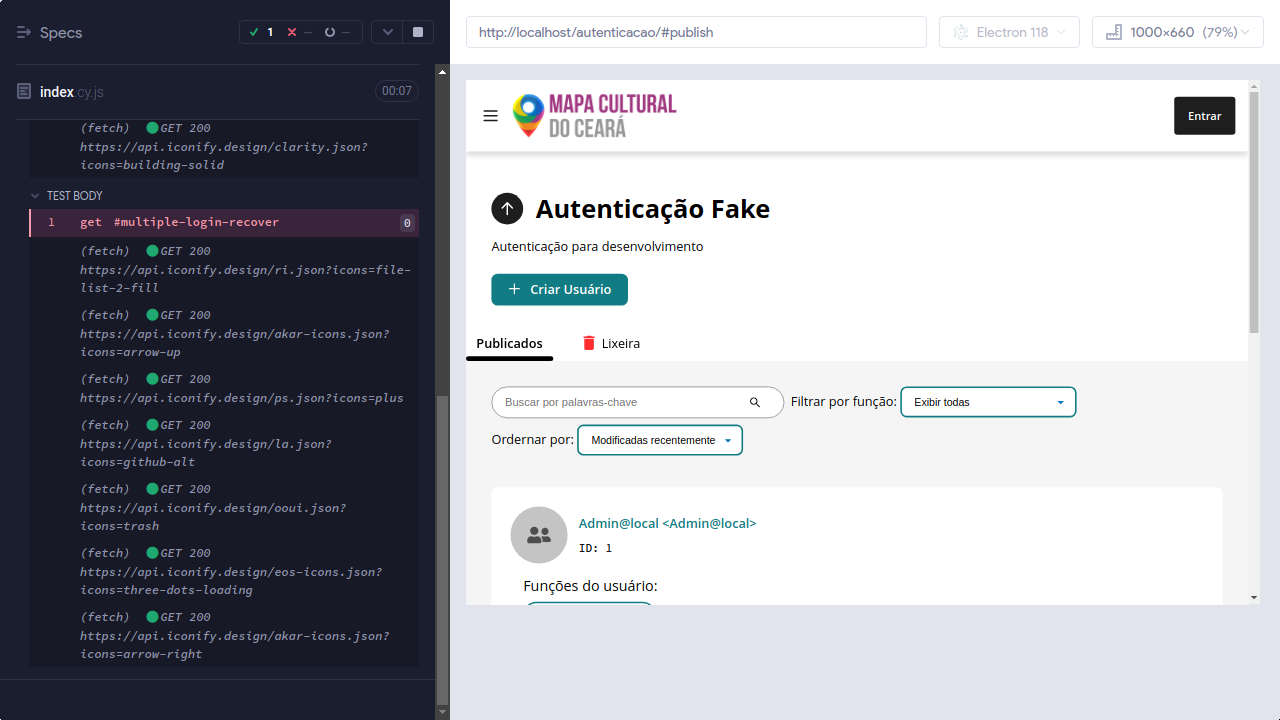 Specs
1
--
--
http://localhost/autenticacao/#publish
Electron 118
1000×660 (79%)
index.cy.js
00:07
(fetch) GET 200
https://api.iconify.design/clarity.json?
icons=building-solid
TEST BODY
1 get #multiple-login-recover 0
(fetch) GET 200
https://api.iconify.design/ri.json?icons=file-
list-2-fill
(fetch) GET 200
https://api.iconify.design/akar-icons.json?
icons=arrow-up
(fetch) GET 200
https://api.iconify.design/ps.json?icons=plus
(fetch) GET 200
https://api.iconify.design/la.json?
icons=github-alt
(fetch) GET 200
https://api.iconify.design/ooui.json?
icons=trash
(fetch) GET 200
https://api.iconify.design/eos-icons.json?
icons=three-dots-loading
(fetch) GET 200
https://api.iconify.design/akar-icons.json?
icons=arrow-right
MAPA CULTURAL
DO CEARÁ
Entrar
Autenticação Fake
Autenticação para desenvolvimento
Criar Usuário
Publicados
Lixeira
Buscar por palavras-chave
Filtrar por função:
Exibir todas
Ordernar por:
Modificadas recentemente
Admin@local <Admin@local>
ID: 1
Funções do usuário: